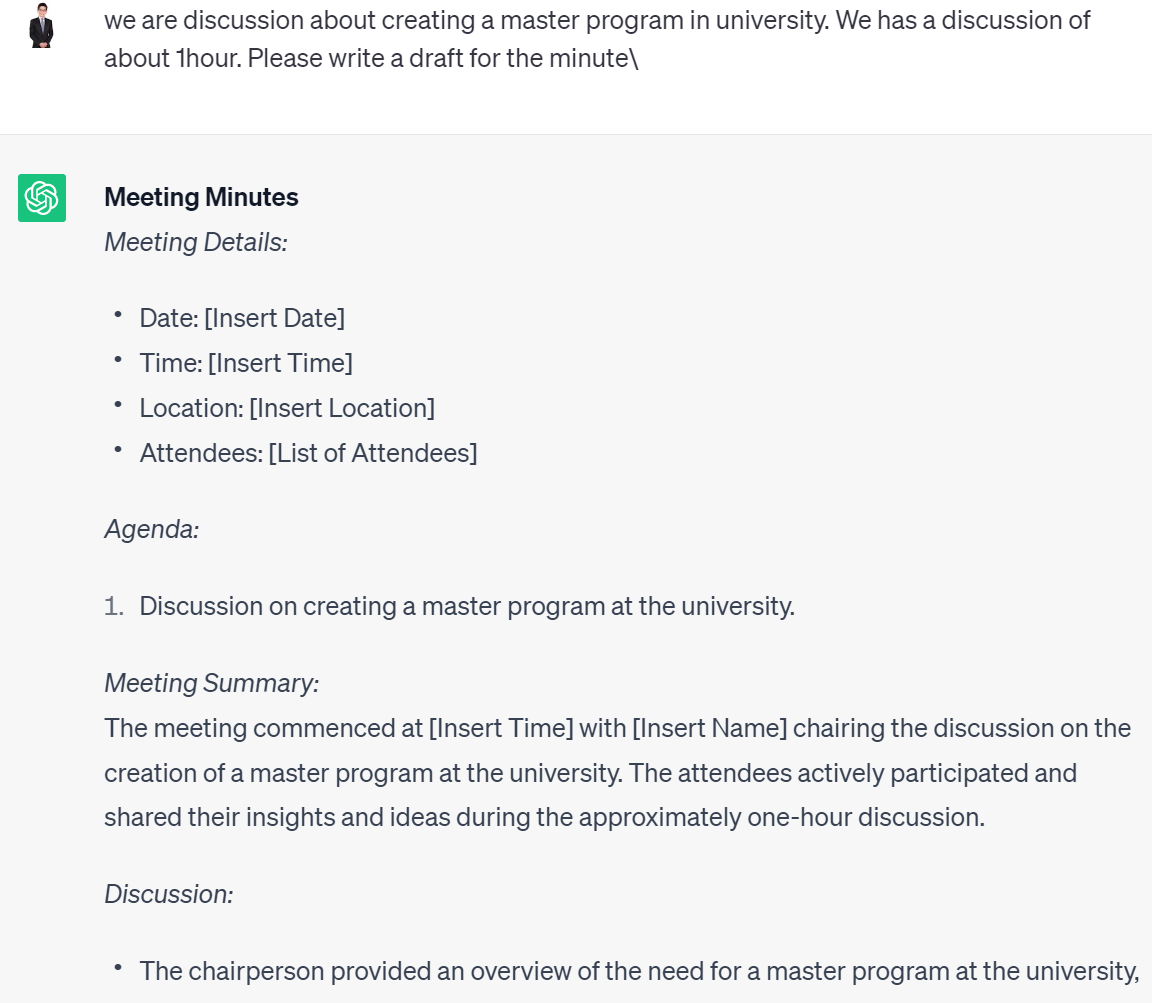 we are discussion about creating a master program in university. We has a discussion of
about 1hour. Please write a draft for the minute\
Meeting Minutes
Meeting Details:
• Date: [Insert Date]
• Time: [Insert Time]
• Location: [Insert Location]
• Attendees: [List of Attendees]
Agenda:
1. Discussion on creating a master program at the university.
Meeting Summary:
The meeting commenced at [Insert Time] with [Insert Name] chairing the discussion on the
creation of a master program at the university. The attendees actively participated and
shared their insights and ideas during the approximately one-hour discussion.
Discussion:
• The chairperson provided an overview of the need for a master program at the university,